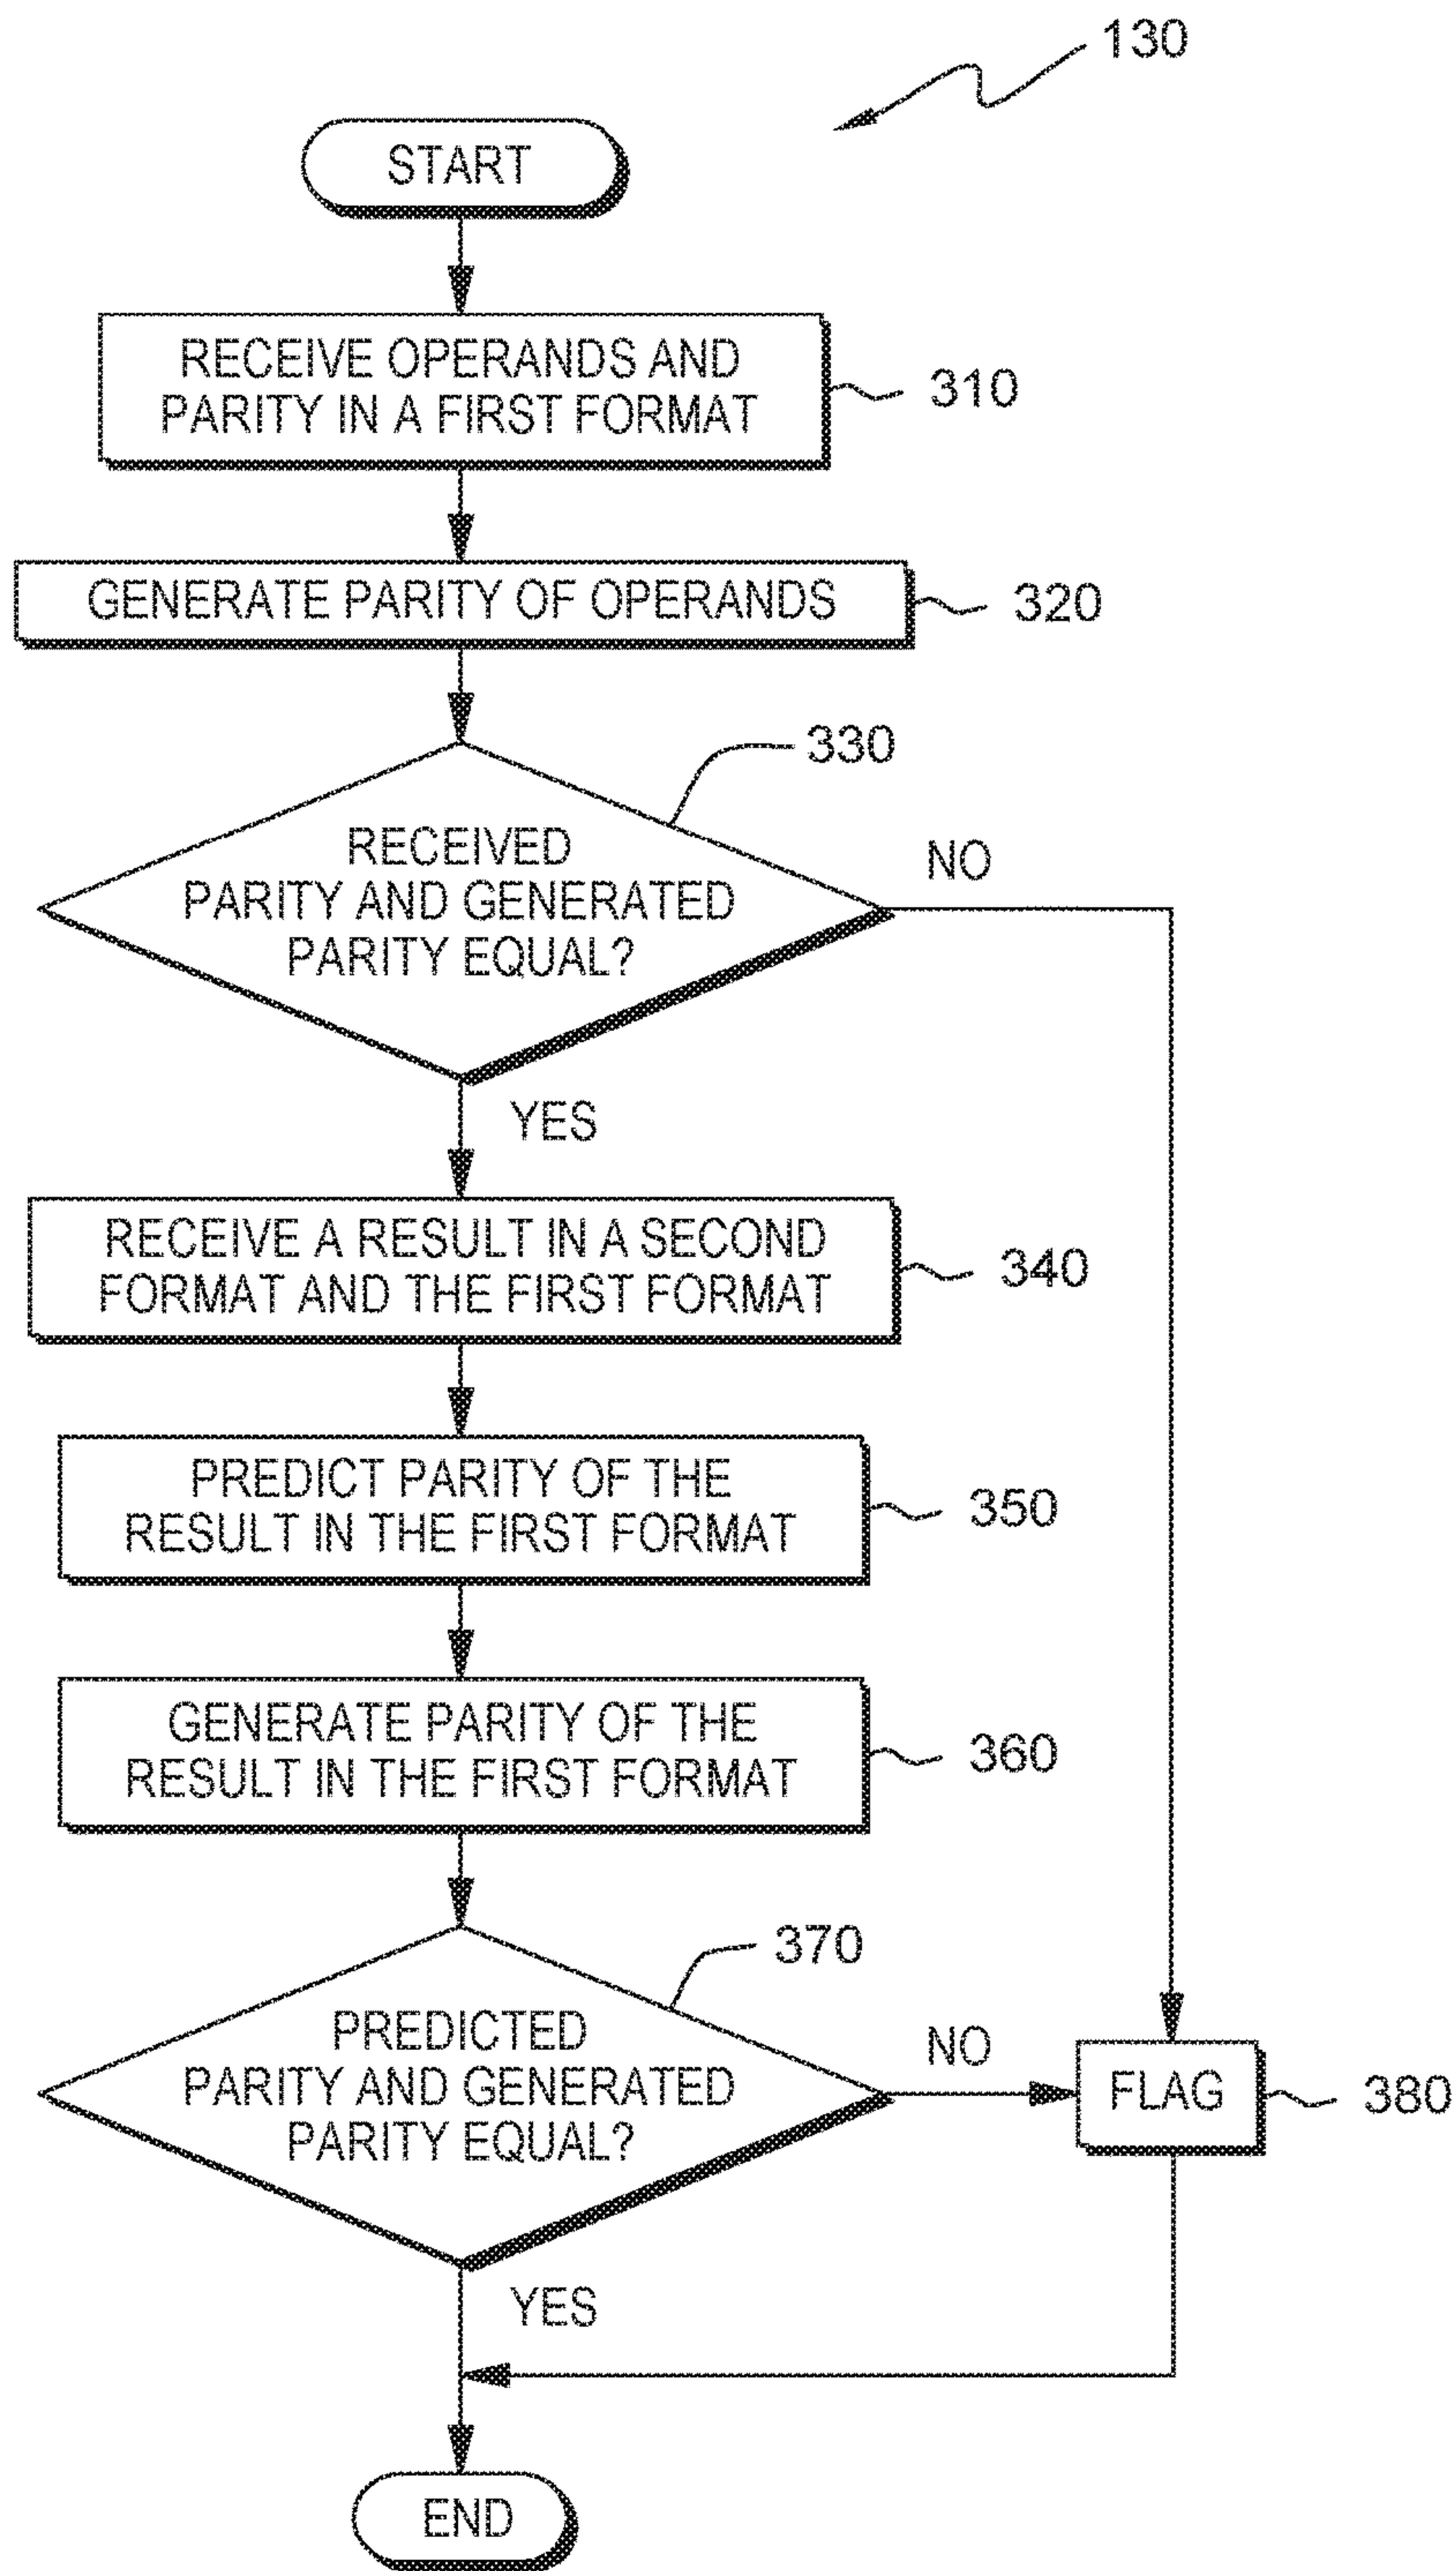 130
START
RECEIVE OPERANDS AND
PARITY IN A FIRST FORMAT
310
GENERATE PARITY OF OPERANDS
320
330
RECEIVED
PARITY AND GENERATED
PARITY EQUAL?
NO
YES
RECEIVE A RESULT IN A SECOND
FORMAT AND THE FIRST FORMAT
340
PREDICT PARITY OF THE
RESULT IN THE FIRST FORMAT
350
GENERATE PARITY OF THE
RESULT IN THE FIRST FORMAT
360
370
PREDICTED
PARITY AND GENERATED
PARITY EQUAL?
NO
FLAG
380
YES
END